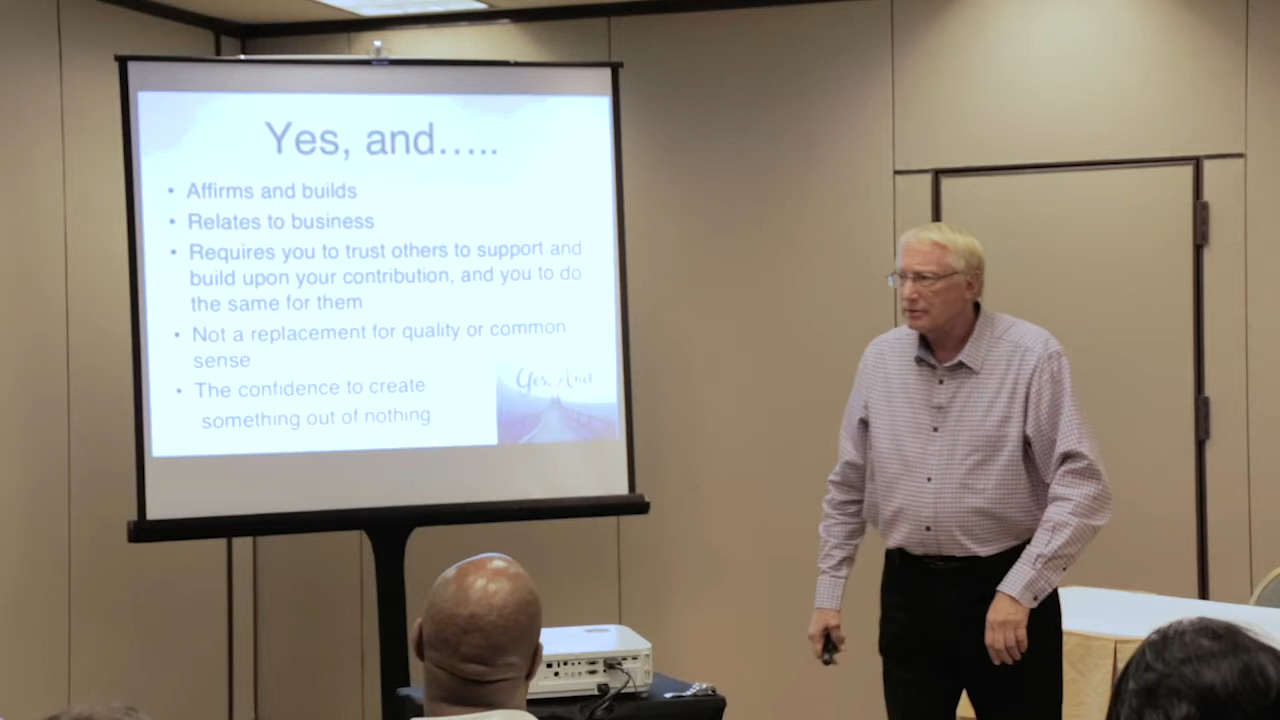 Yes, and.....
• Affirms and builds
• Relates to business
• Requires you to trust others to support and
build upon your contribution, and you to do
the same for them
• Not a replacement for quality or common
sense
• The confidence to create
something out of nothing
Yes, And